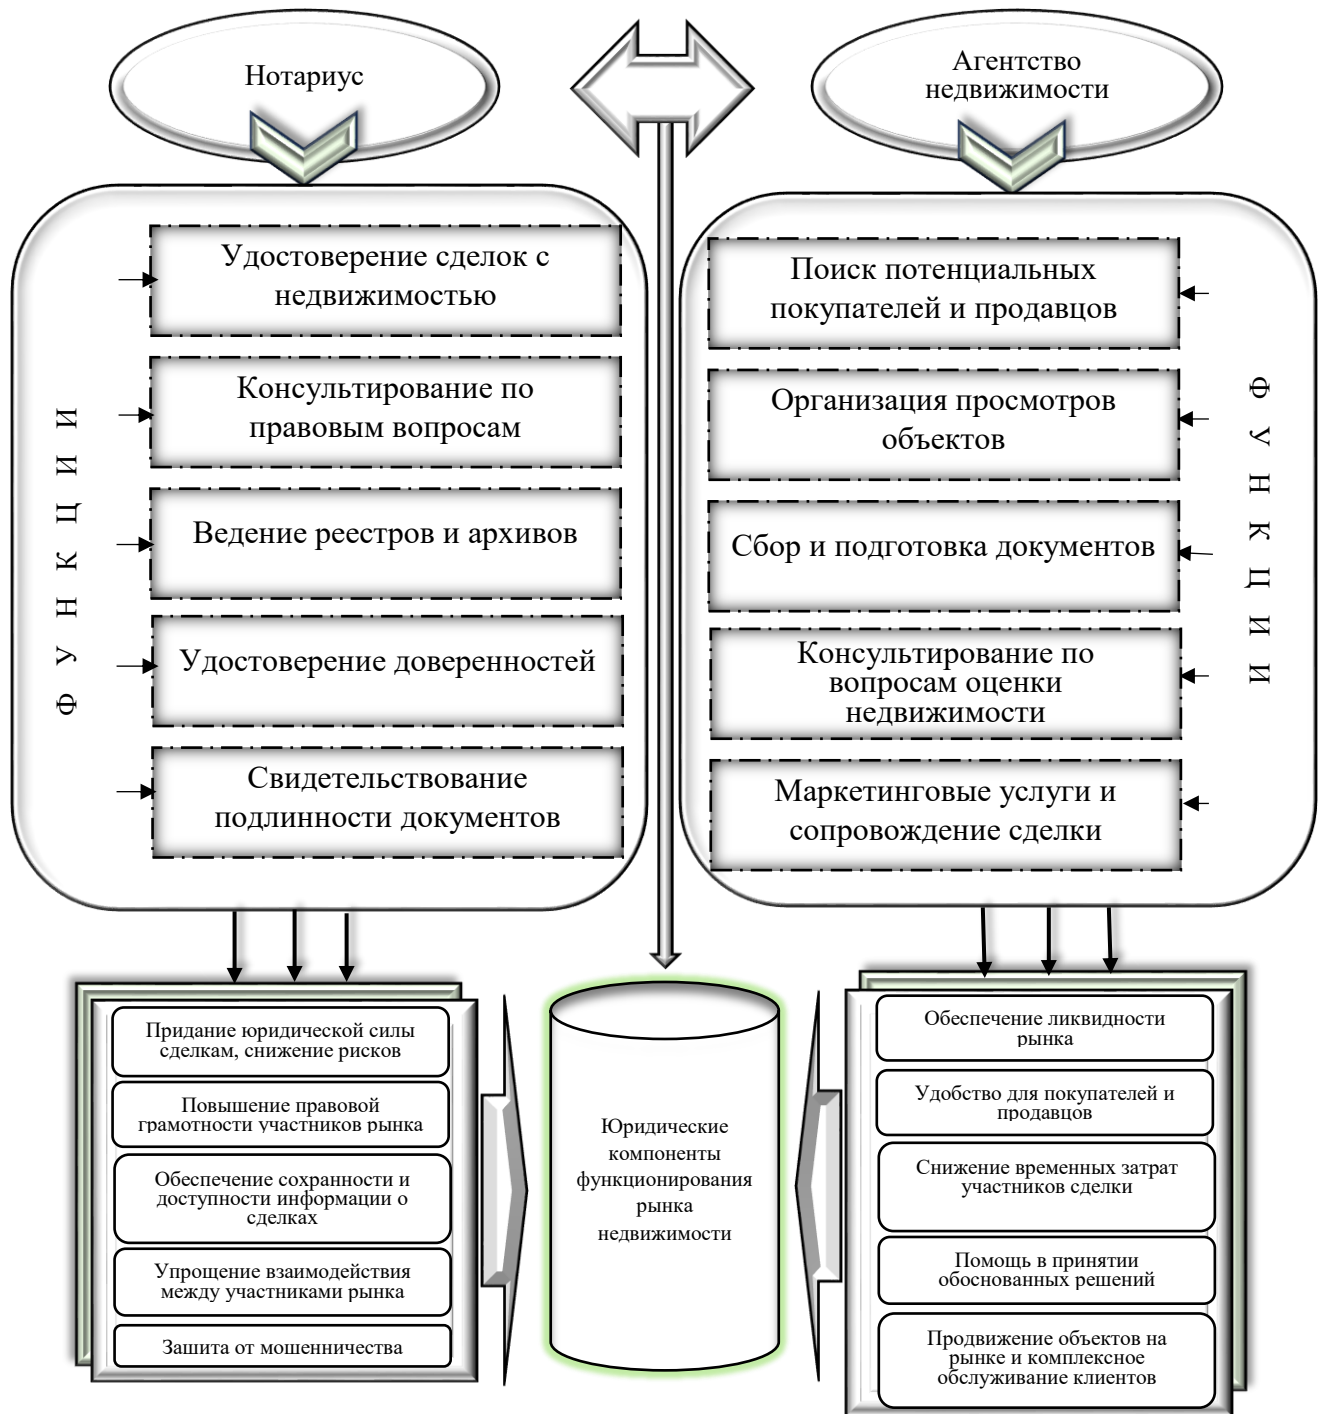 Нотариус
Агентство
недвижимости
Ф У Н К Ц И И
Удостоверение сделок с
недвижимостью
Консультирование по
правовым вопросам
Ведение реестров и архивов
Удостоверение доверенностей
Свидетельствование
подлинности документов
Поиск потенциальных
покупателей и продавцов
Организация просмотров
объектов
Сбор и подготовка документов
Консультирование по
вопросам оценки
недвижимости
Маркетинговые услуги и
сопровождение сделки
Ф У Н К Ц И И
Придание юридической силы
сделкам, снижение рисков
Повышение правовой
грамотности участников рынка
Обеспечение сохранности и
доступности информации о
сделках
Упрощение взаимодействия
между участниками рынка
Зашита от мошенничества
Юридические
компоненты
функционирования
рынка
недвижимости
Обеспечение ликвидности
рынка
Удобство для покупателей и
продавцов
Снижение временных затрат
участников сделки
Помощь в принятии
обоснованных решений
Продвижение объектов на
рынке и комплексное
обслуживание клиентов